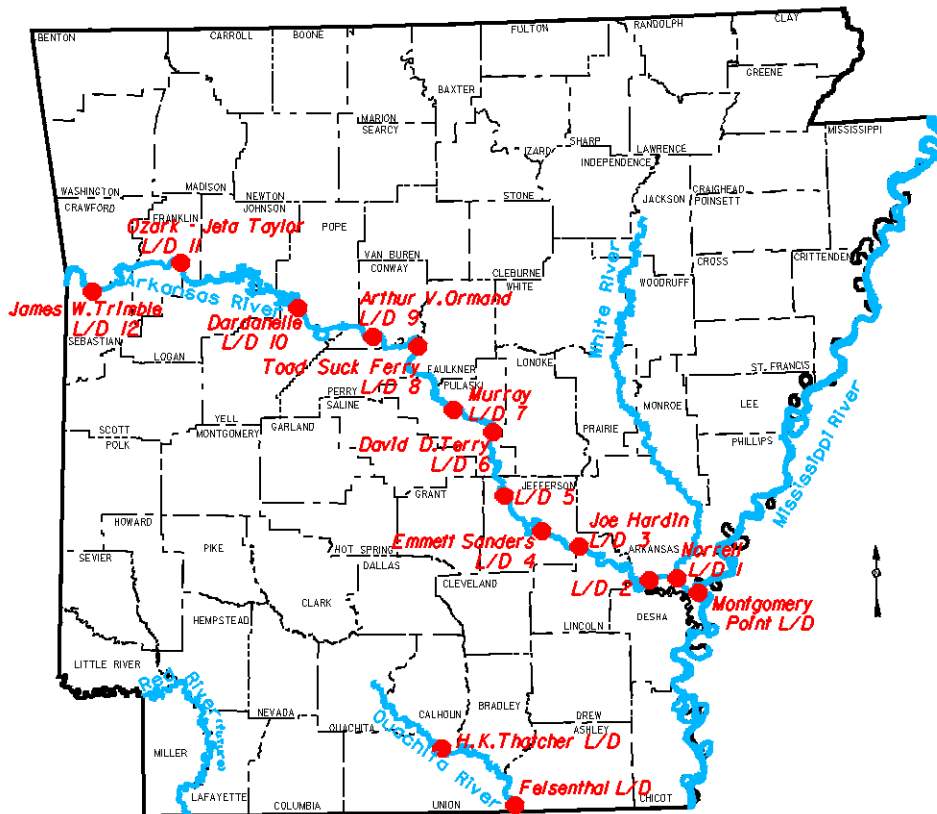 BENTON
CARROLL
BOONE
FULTON
RANDOLPH
CLAY
GREENE
BAXTER
MARION
SEARCY
IZARD
SHARP
LAWRENCE
INDEPENDENCE
MISSISSIPPI
WASHINGTON
CRAWFORD
MADISON
FRANKLIN
NEWTON
JOHNSON
STONE
JACKSON
CRAIGHEAD
POINSETT
POPE
VAN BUREN
CONWAY
CLEBURNE
WHITE
WOODRUFF
CROSS
CRITTENDEN
Ozark - Jeta Taylor
L/D 11
Arkansas River
James W.Trimble
L/D 12
Dardanelle
L/D 10
Arthur V.Ormand
L/D 9
Toad Suck Ferry
L/D 8
White River
SEBASTIAN
LOGAN
FAULKNER
PULASKI
LONOKE
ST. FRANCIS
LEE
PERRY
SALINE
Murray
L/D 7
MONROE
PRAIRIE
PHILLIPS
Mississippi River
SCOTT
POLK
YELL
MONTGOMERY
GARLAND
David D.Terry
L/D 6
GRANT
JEFFERSON
L/D 5
HOWARD
PIKE
HOT SPRING
DALLAS
Emmett Sanders
L/D 4
Joe Hardin
L/D 3
ARKANSAS
Norrell
L/D 1
L/D 2
Montgomery
Point L/D
SEVIER
CLEVELAND
CLARK
HEMPSTEAD
LINCOLN
DESHA
LITTLE RIVER
Red River
(future)
NEVADA
OUACHITA
CALHOUN
BRADLEY
DREW
ASHLEY
Ouachita River
H.K.Thatcher L/D
MILLER
LAFAYETTE
COLUMBIA
UNION
Felsenthal L/D
CHICOT